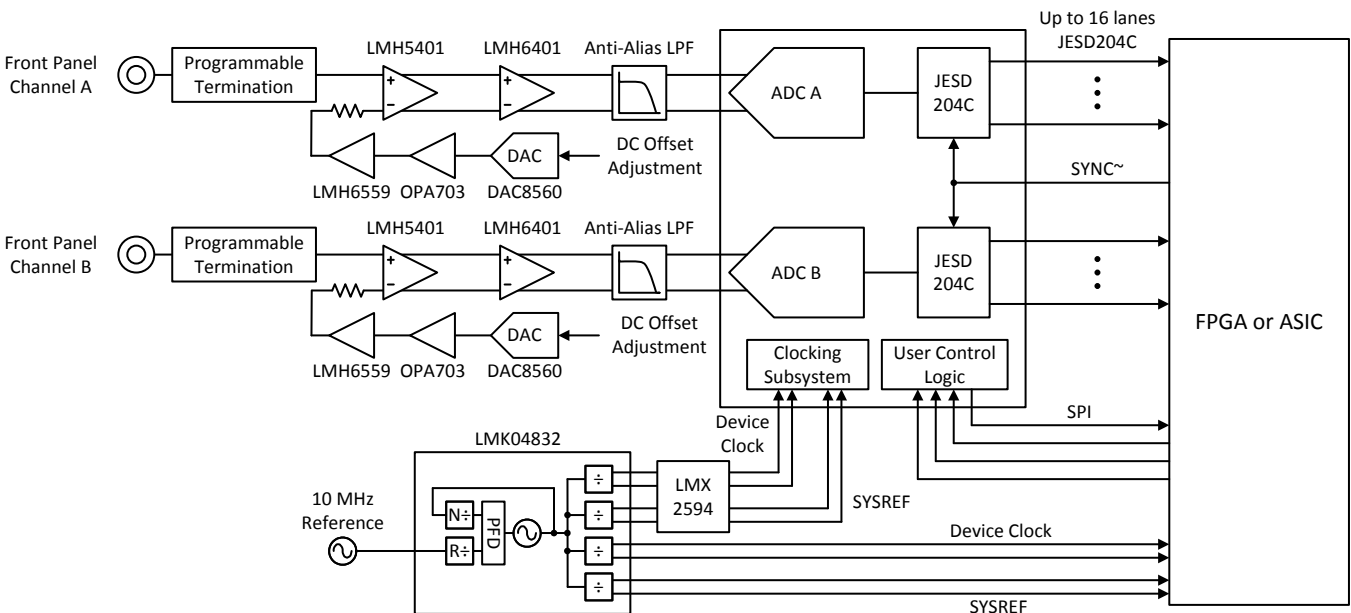 Up to 16 lanes
JESD204C
LMH5401
LMH6401
Anti-Alias LPF
Front Panel
Channel A
Programmable
Termination
+
−
+
−
ADC A
JESD
204C
DC Offset
Adjustment
DAC
LMH6559
OPA703
DAC8560
SYNC~
LMH5401
LMH6401
Anti-Alias LPF
Front Panel
Channel B
Programmable
Termination
+
−
+
−
ADC B
JESD
204C
FPGA or ASIC
DC Offset
Adjustment
DAC
LMH6559
OPA703
DAC8560
Clocking
Subsystem
User Control
Logic
SPI
Device
Clock
LMK04832
÷
LMX
2594
SYSREF
10 MHz
Reference
N÷
PFD
R÷
÷
Device Clock
÷
÷
SYSREF